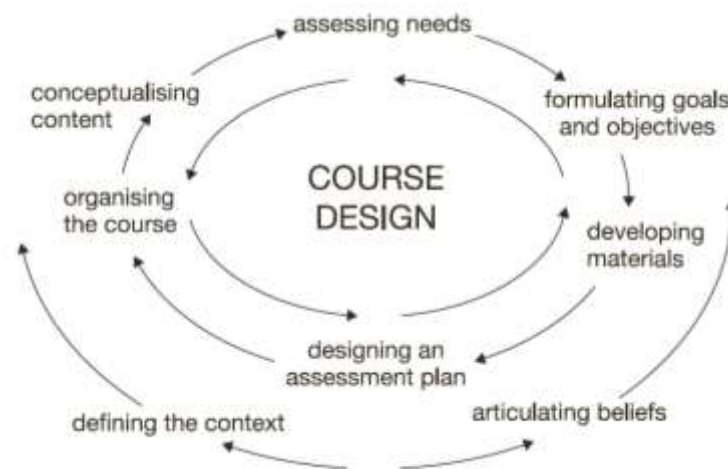 assessing needs
conceptualising
content
formulating goals
and objectives
COURSE
DESIGN
organising
the course
developing
materials
designing an
assessment plan
defining the context
articulating beliefs